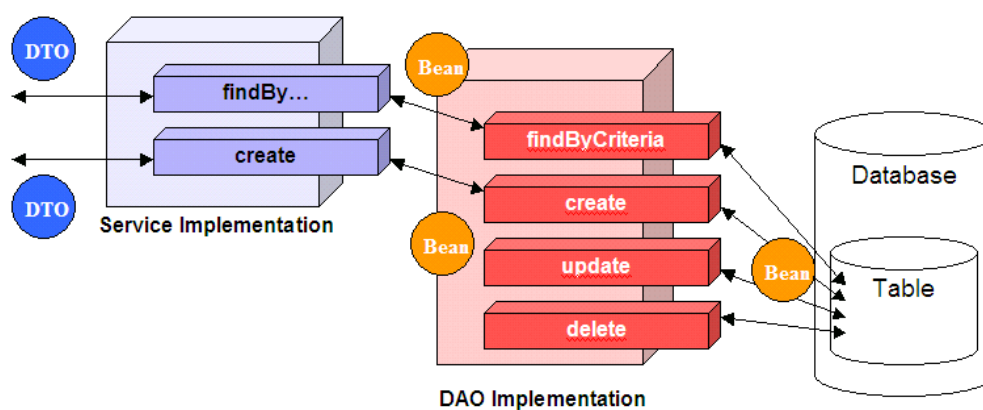 DTO
findBy…
create
DTO
Service Implementation
Bean
findByCriteria
create
Bean
update
delete
DAO Implementation
Bean
Database
Table